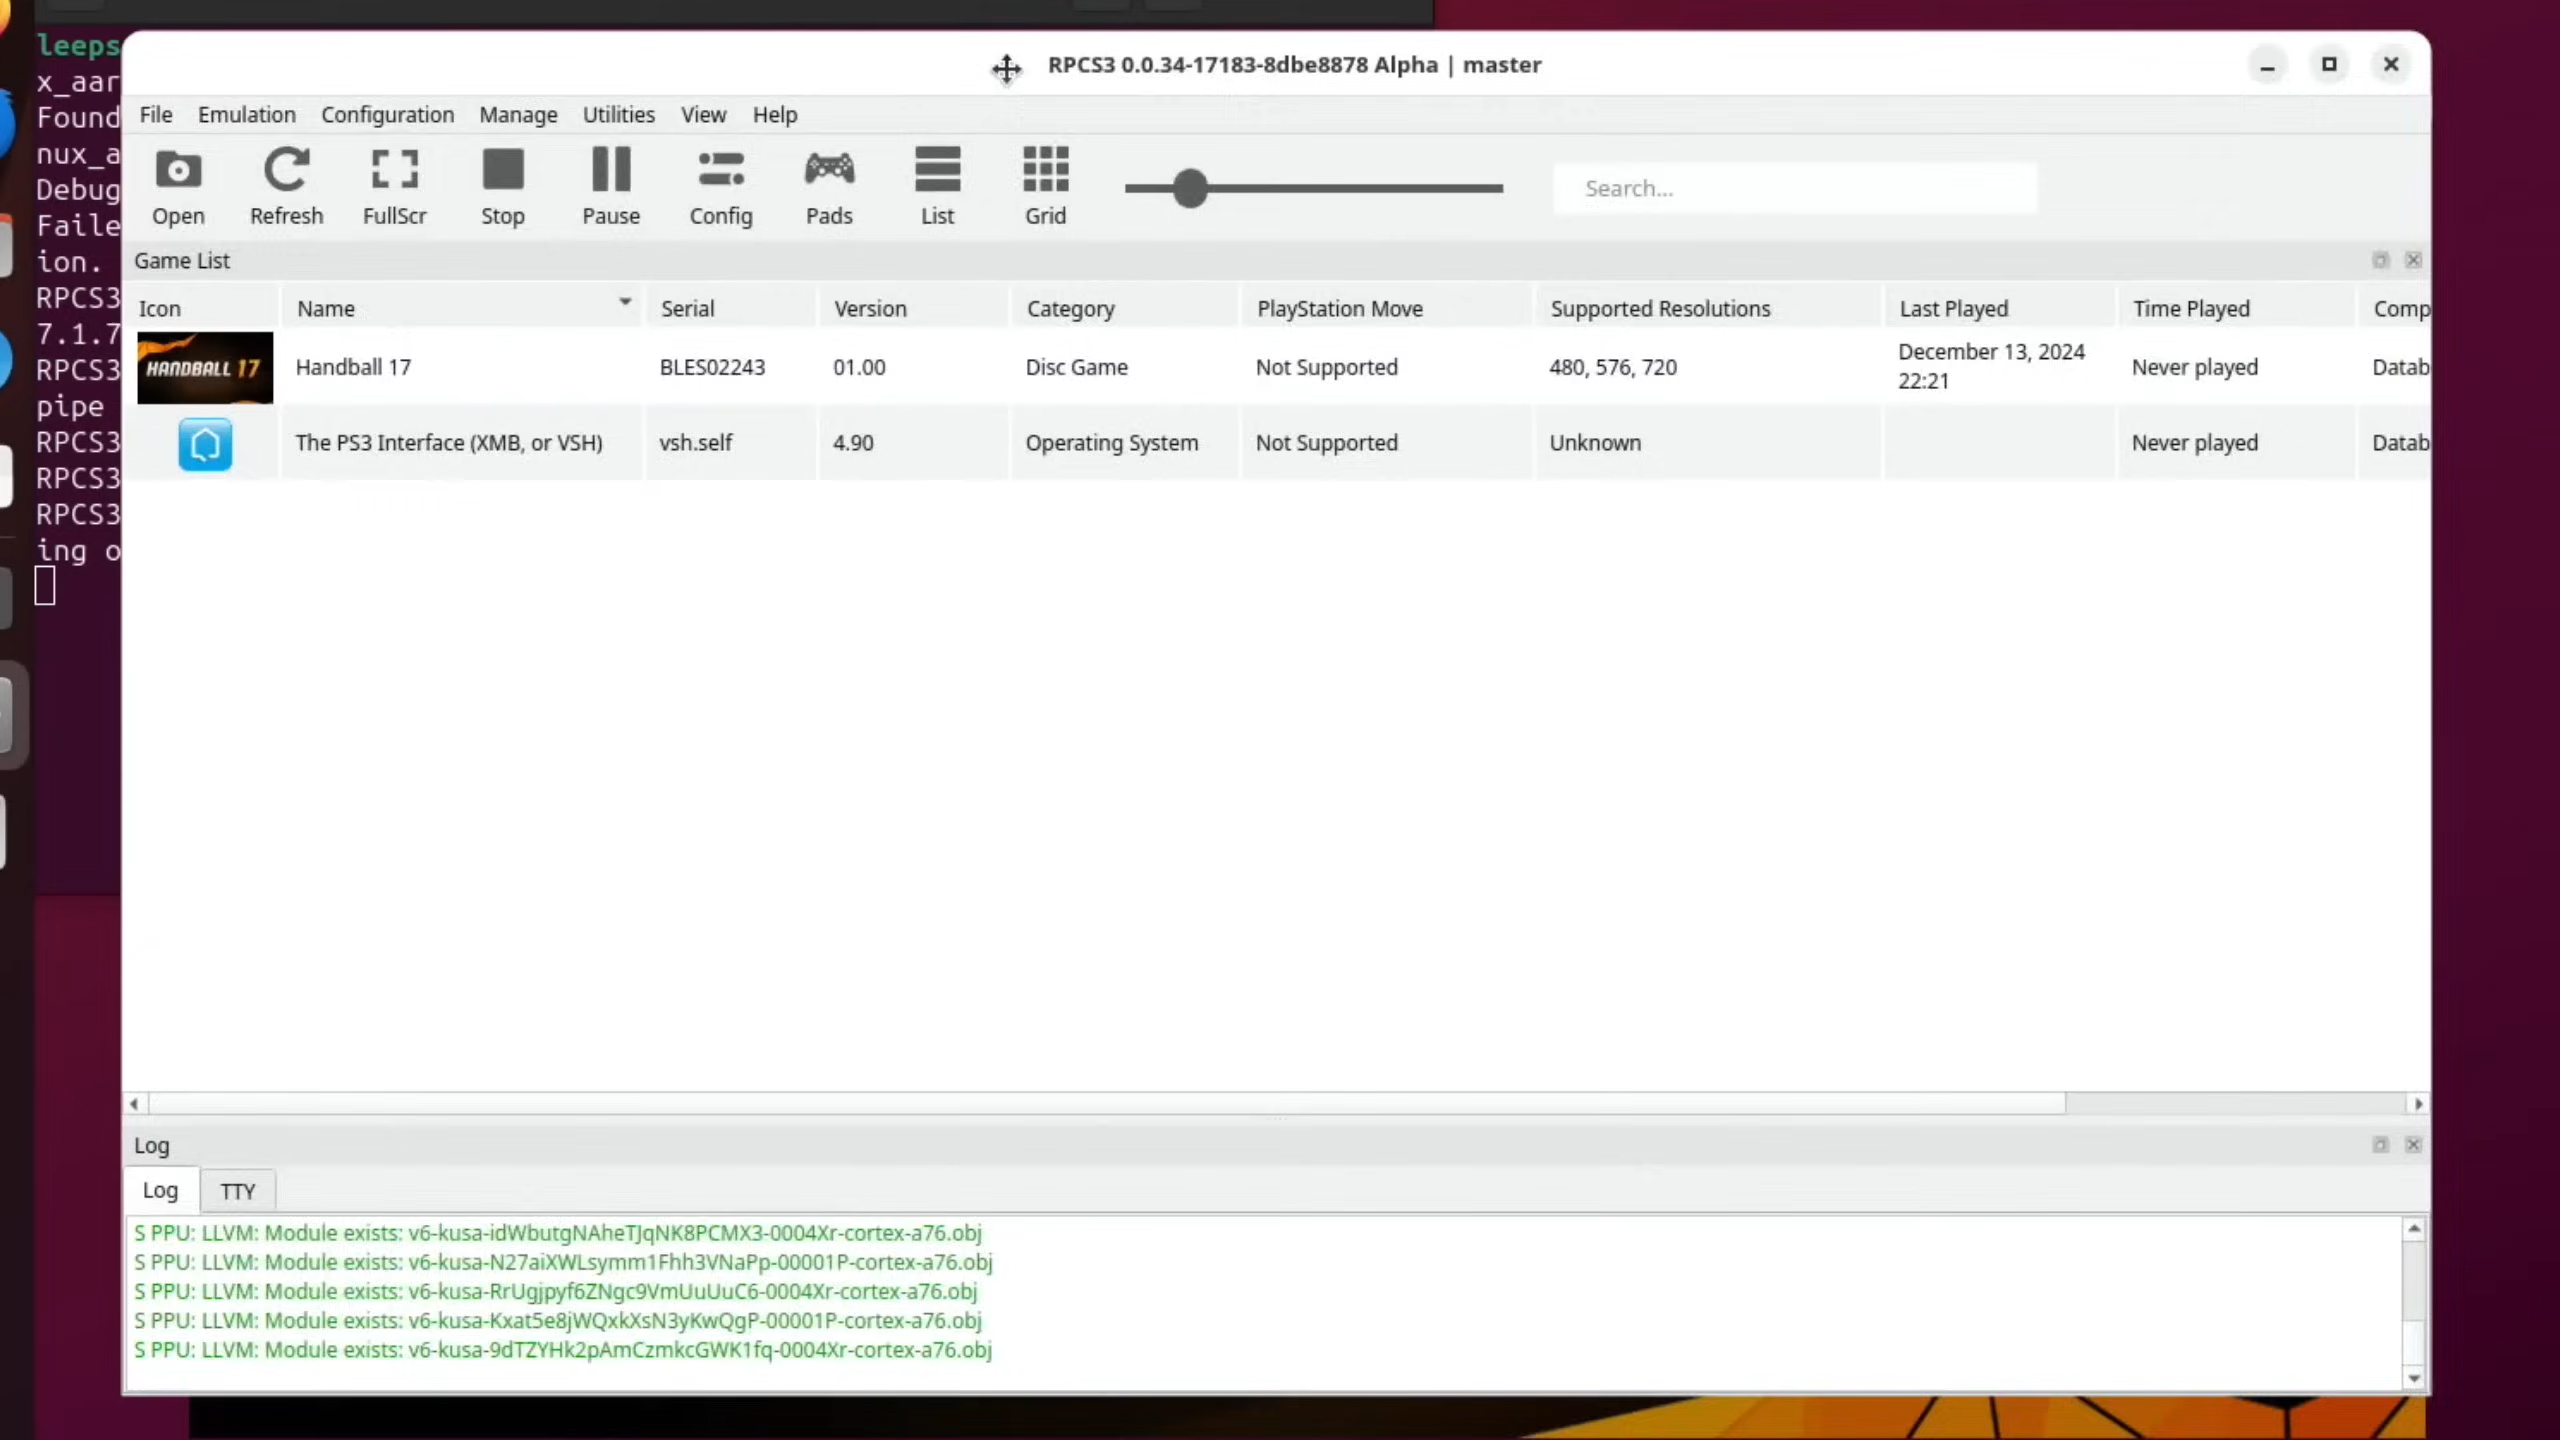 leeps
x_aar
Found
nux_a
Debug
Faile
ion.
RPCS3
7.1.7
RPCS3
pipe
RPCS3
RPCS3
RPCS3
ing o
RPCS3 0.0.34-17183-8dbe8878 Alpha | master
File Emulation Configuration Manage Utilities View Help
Open Refresh FullScr Stop Pause Config Pads List Grid Search...
Game List
Icon Name Serial Version Category PlayStation Move Supported Resolutions Last Played Time Played Comp
HANDBALL 17 Handball 17 BLES02243 01.00 Disc Game Not Supported 480, 576, 720 December 13, 2024 22:21 Never played Datab
The PS3 Interface (XMB, or VSH) vsh.self 4.90 Operating System Not Supported Unknown Never played Datab
Log
Log TTY
S PPU: LLVM: Module exists: v6-kusa-idWbutgNAheTJqNK8PCMX3-0004Xr-cortex-a76.obj
S PPU: LLVM: Module exists: v6-kusa-N27aiXWLsymm1Fhh3VNaPp-00001P-cortex-a76.obj
S PPU: LLVM: Module exists: v6-kusa-RrUgjpyf6ZNgc9VmUuUuC6-0004Xr-cortex-a76.obj
S PPU: LLVM: Module exists: v6-kusa-Kxat5e8jWQxkXsN3yKwQgP-00001P-cortex-a76.obj
S PPU: LLVM: Module exists: v6-kusa-9dTZYHk2pAmCzmkcGWK1fq-0004Xr-cortex-a76.obj